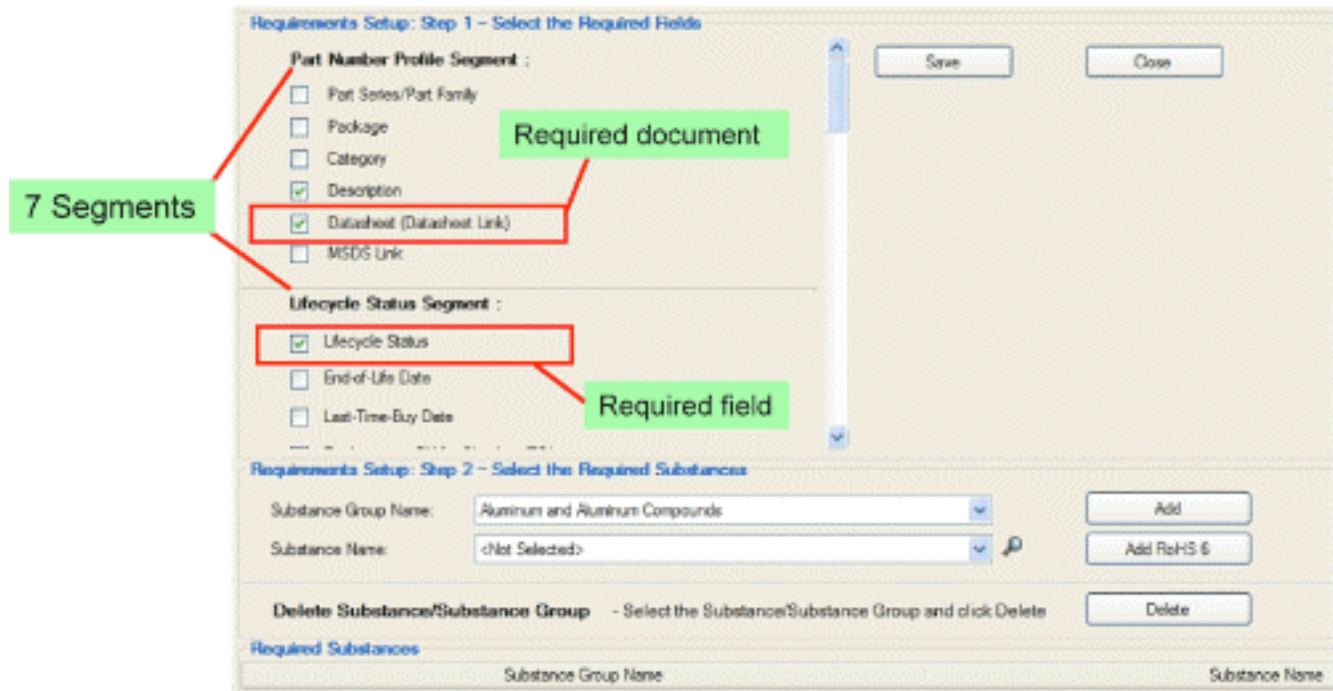 Requirements Setup: Step 1 – Select the Required Fields
Part Number Profile Segment :
Save
Close
Part Series/Part Family
Package
Required document
Category
Description
7 Segments
Datasheet (Datasheet Link)
MSDS Link
Lifecycle Status Segment :
Lifecycle Status
End-of-Life Date
Required field
Last-Time-Buy Date
Requirements Setup: Step 2 – Select the Required Substances
Substance Group Name:
Aluminum and Aluminum Compounds
Add
Substance Name:
<Not Selected>
Add RoHS 6
Delete Substance/Substance Group - Select the Substance/Substance Group and click Delete
Delete
Required Substances
Substance Group Name
Substance Name